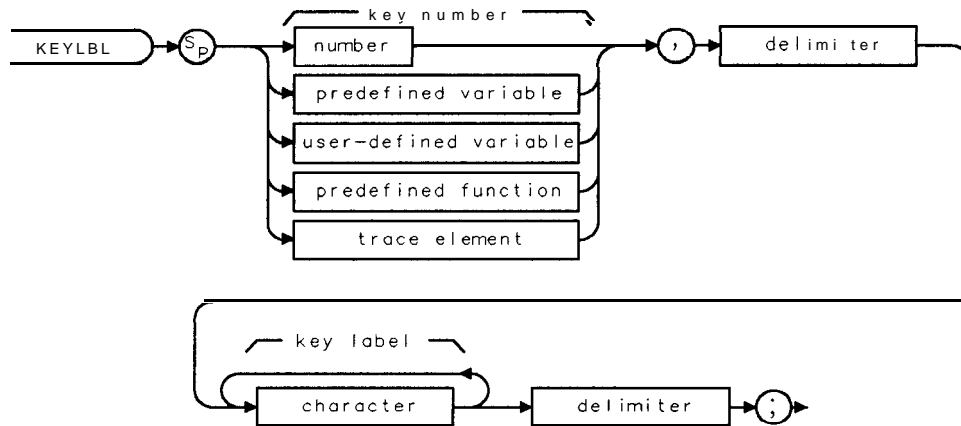 key number
KEYLBL
SP
number
,
delimiter
predefined variable
user-defined variable
predefined function
trace element
key label
character
delimiter
;